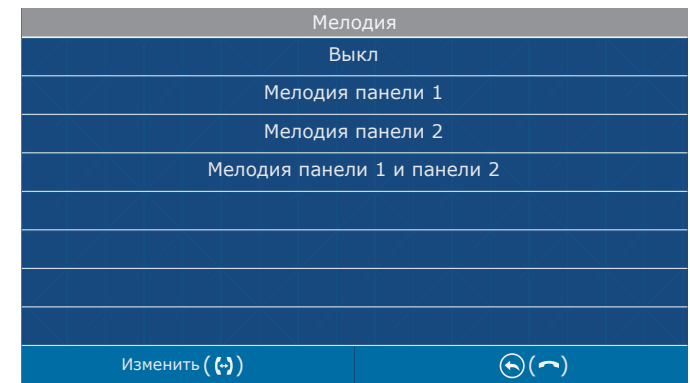 Мелодия
Выкл
Мелодия панели 1
Мелодия панели 2
Мелодия панели 1 и панели 2
Изменить